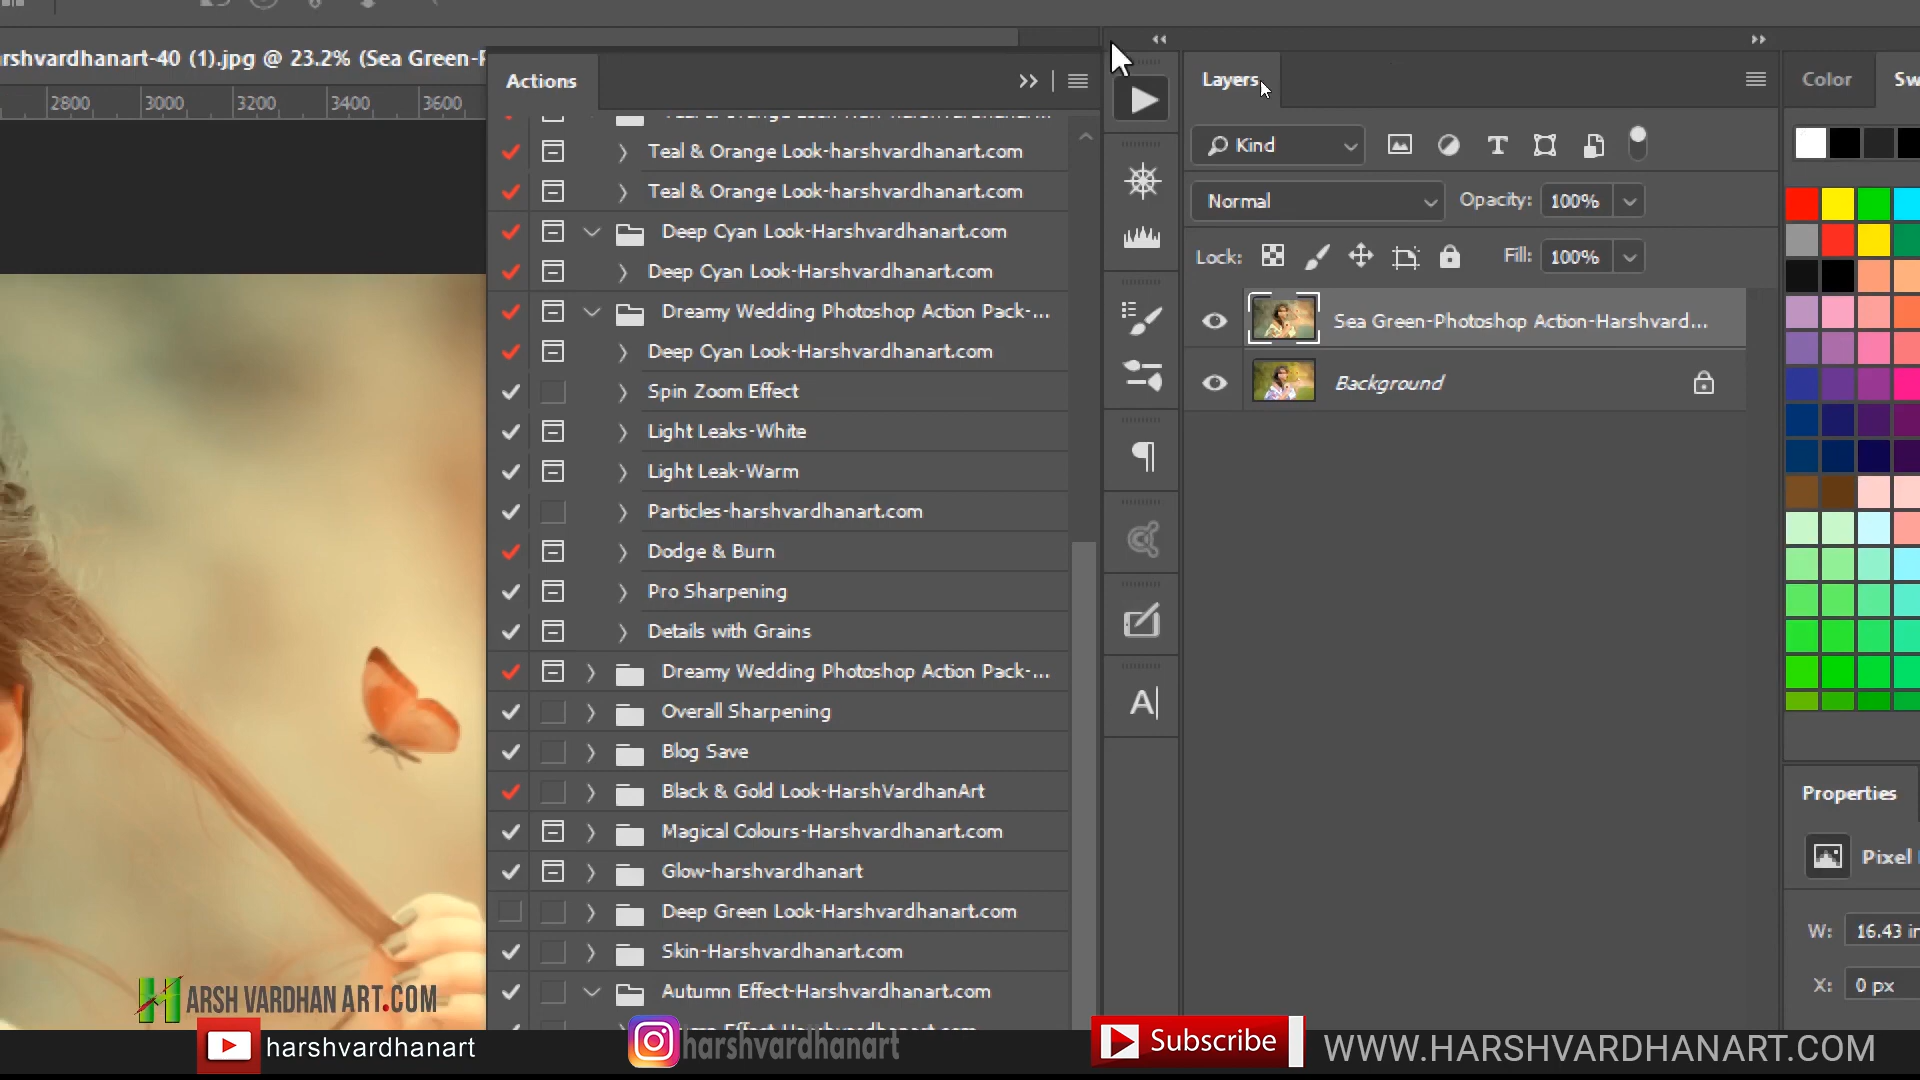 rshvardhanart-40 (1).jpg @ 23.2% (Sea Green-P
2800 3000 3200 3400 3600
Actions
Teal & Orange Look-harshvardhanart.com
Teal & Orange Look-harshvardhanart.com
Deep Cyan Look-Harshvardhanart.com
Deep Cyan Look-Harshvardhanart.com
Dreamy Wedding Photoshop Action Pack-...
Deep Cyan Look-Harshvardhanart.com
Spin Zoom Effect
Light Leaks-White
Light Leak-Warm
Particles-harshvardhanart.com
Dodge & Burn
Pro Sharpening
Details with Grains
Dreamy Wedding Photoshop Action Pack-...
Overall Sharpening
Blog Save
Black & Gold Look-HarshVardhanArt
Magical Colours-Harshvardhanart.com
Glow-harshvardhanart
Deep Green Look-Harshvardhanart.com
Skin-Harshvardhanart.com
Autumn Effect-Harshvardhanart.com
Layers
Kind
Normal Opacity: 100%
Lock: Fill: 100%
Sea Green-Photoshop Action-Harshvard...
Background
Color Sw
Properties
Pixel
W: 16.43 in
X: 0 px
HARSH VARDHAN ART.COM
harshvardhanart
harshvardhanart
Subscribe
WWW.HARSHVARDHANART.COM